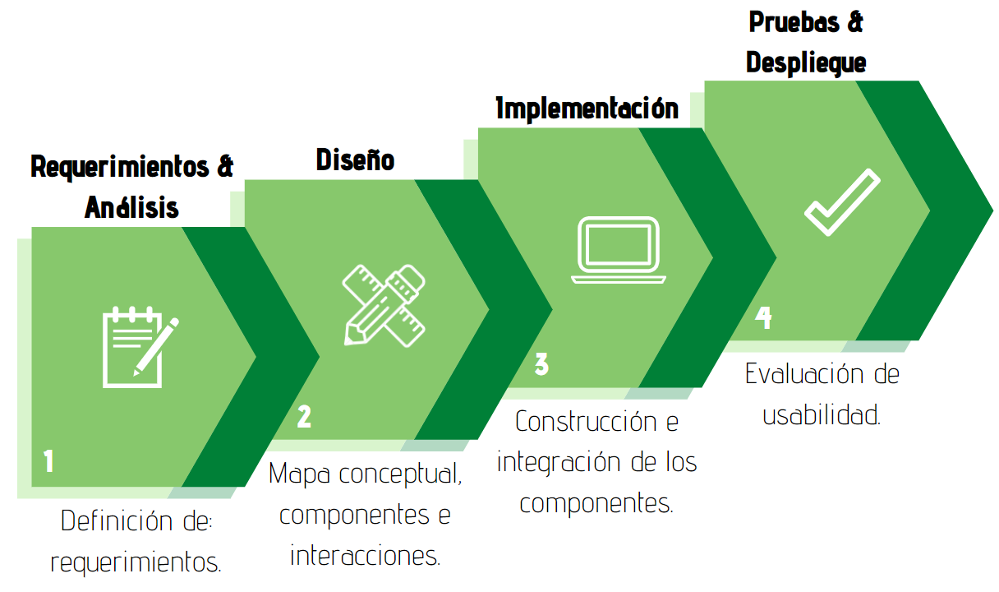 Requerimientos &
Análisis
1
Definición de:
requerimientos.
Diseño
2
Mapa conceptual,
componentes e
interacciones.
Implementación
3
Construcción e
integración de los
componentes.
Pruebas &
Despliegue
4
Evaluación de
usabilidad.